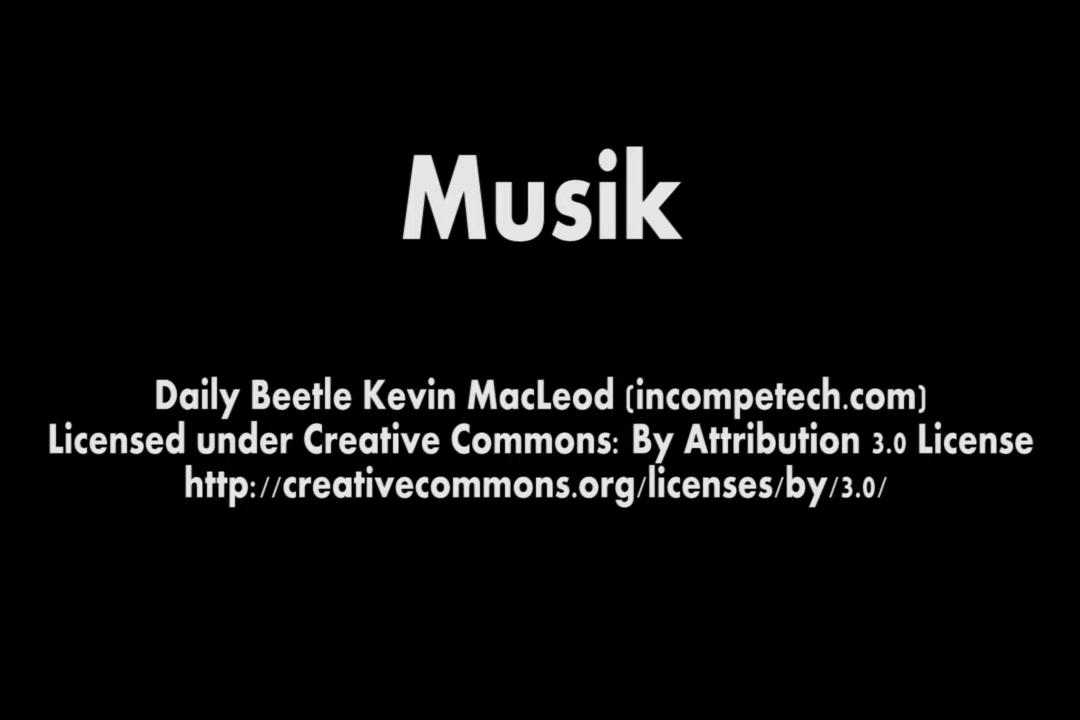 Musik
Daily Beetle Kevin MacLeod (incompetech.com)
Licensed under Creative Commons: By Attribution 3.0 License
http://creativecommons.org/licenses/by/3.0/